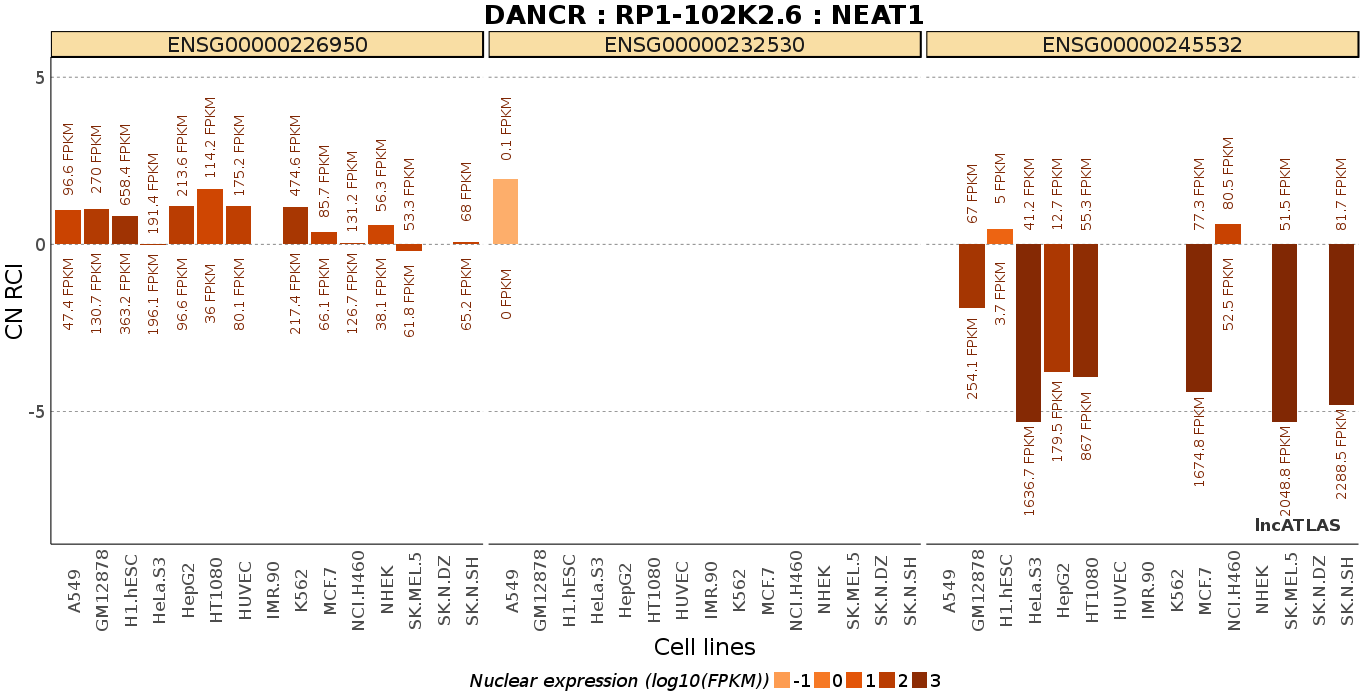 DANCR : RP1-102K2.6 : NEAT1
ENSG00000226950 ENSG00000232530 ENSG00000245532
CN RCI
5
0
-5
96.6 FPKM 270 FPKM 658.4 FPKM 191.4 FPKM 213.6 FPKM 114.2 FPKM 175.2 FPKM 474.6 FPKM 85.7 FPKM 131.2 FPKM 56.3 FPKM 53.3 FPKM 68 FPKM
47.4 FPKM 130.7 FPKM 363.2 FPKM 196.1 FPKM 96.6 FPKM 36 FPKM 80.1 FPKM 217.4 FPKM 66.1 FPKM 126.7 FPKM 38.1 FPKM 61.8 FPKM 65.2 FPKM
0.1 FPKM
0 FPKM
67 FPKM 5 FPKM 41.2 FPKM 12.7 FPKM 55.3 FPKM 77.3 FPKM 80.5 FPKM 51.5 FPKM 81.7 FPKM
254.1 FPKM 3.7 FPKM 1636.7 FPKM 179.5 FPKM 867 FPKM 1674.8 FPKM 52.5 FPKM 2048.8 FPKM 2288.5 FPKM
lncATLAS
A549 GM12878 H1.hESC HeLa.S3 HepG2 HT1080 HUVEC IMR.90 K562 MCF.7 NCI.H460 NHEK SK.MEL.5 SK.N.DZ SK.N.SH
A549 GM12878 H1.hESC HeLa.S3 HepG2 HT1080 HUVEC IMR.90 K562 MCF.7 NCI.H460 NHEK SK.MEL.5 SK.N.DZ SK.N.SH
A549 GM12878 H1.hESC HeLa.S3 HepG2 HT1080 HUVEC IMR.90 K562 MCF.7 NCI.H460 NHEK SK.MEL.5 SK.N.DZ SK.N.SH
Cell lines
Nuclear expression (log10(FPKM)) -1 0 1 2 3